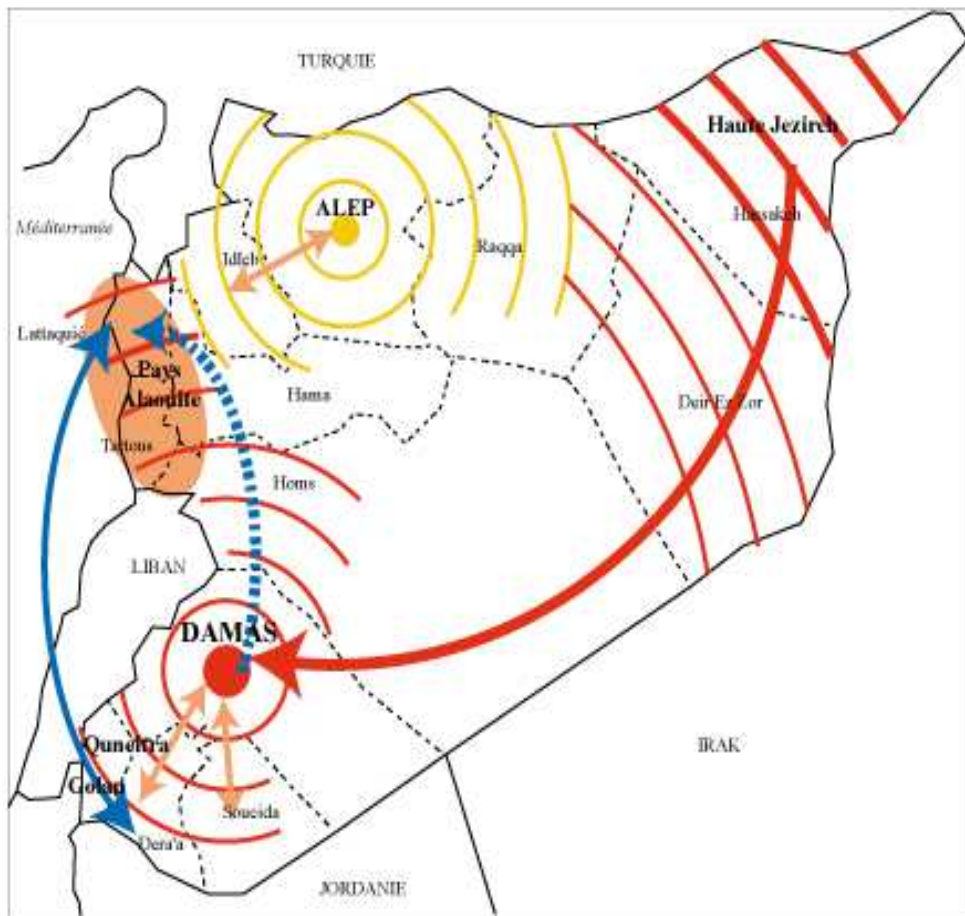 TURQUIE
Haute Jezireh
ALEP
Hassakeh
Méditerranée
Idleb
Raqqa
Lattaquié
Pays
Alaouite
Hama
Deir Ez Zor
Tartous
Homs
LIBAN
DAMAS
Quneitra
IRAK
Golan
Soueida
Dera'a
JORDANIE